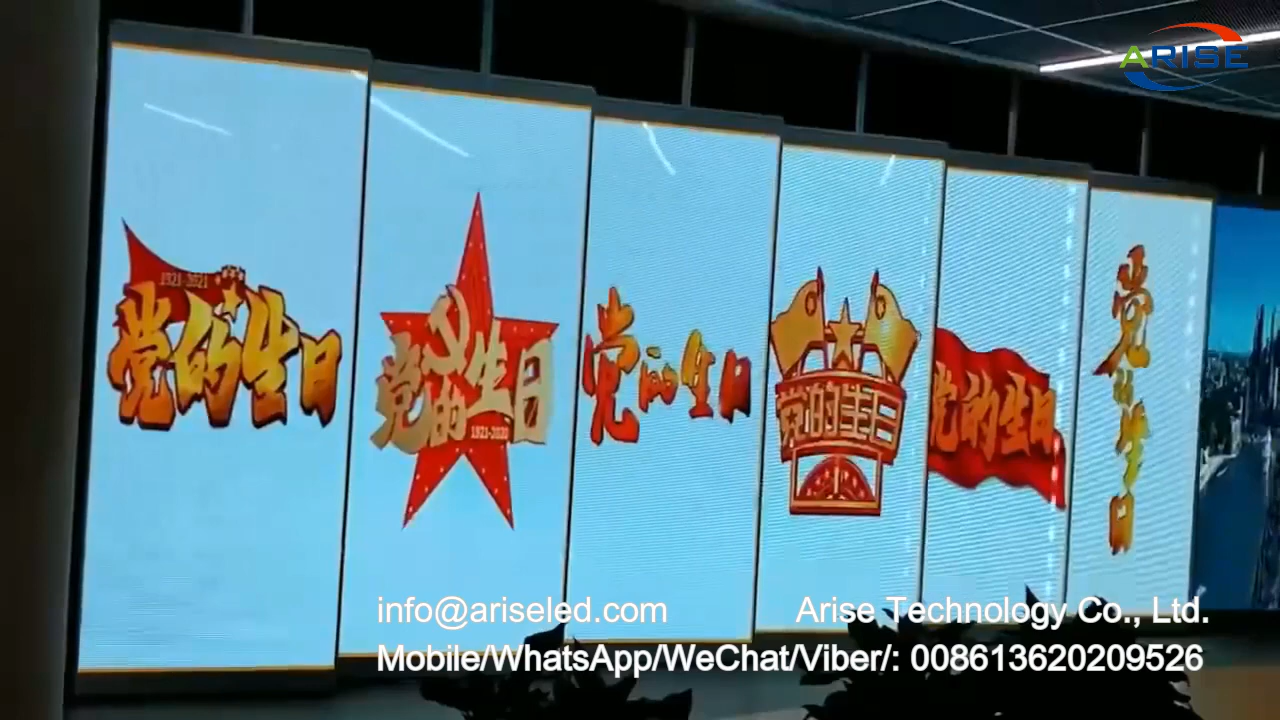 ARISE
1921-2021
党的生日
党的生日
1921-2020
党的生日
党的生日
党的生日
党的生日
info@ariseled.com
Arise Technology Co., Ltd.
Mobile/WhatsApp/WeChat/Viber/: 008613620209526